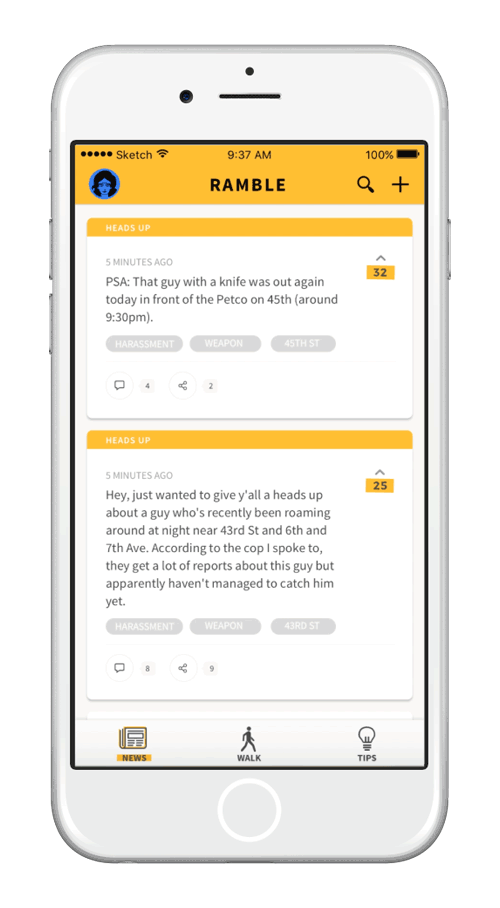 Sketch 9:37 AM 100%
RAMBLE
HEADS UP
5 MINUTES AGO
32
PSA: That guy with a knife was out again
today in front of the Petco on 45th (around
9:30pm).
HARASSMENT WEAPON 45TH ST
4 2
HEADS UP
5 MINUTES AGO
25
Hey, just wanted to give y'all a heads up
about a guy who's recently been roaming
around at night near 43rd St and 6th and
7th Ave. According to the cop I spoke to,
they get a lot of reports about this guy but
apparently haven't managed to catch him
yet.
HARASSMENT WEAPON 43RD ST
8 9
NEWS WALK TIPS